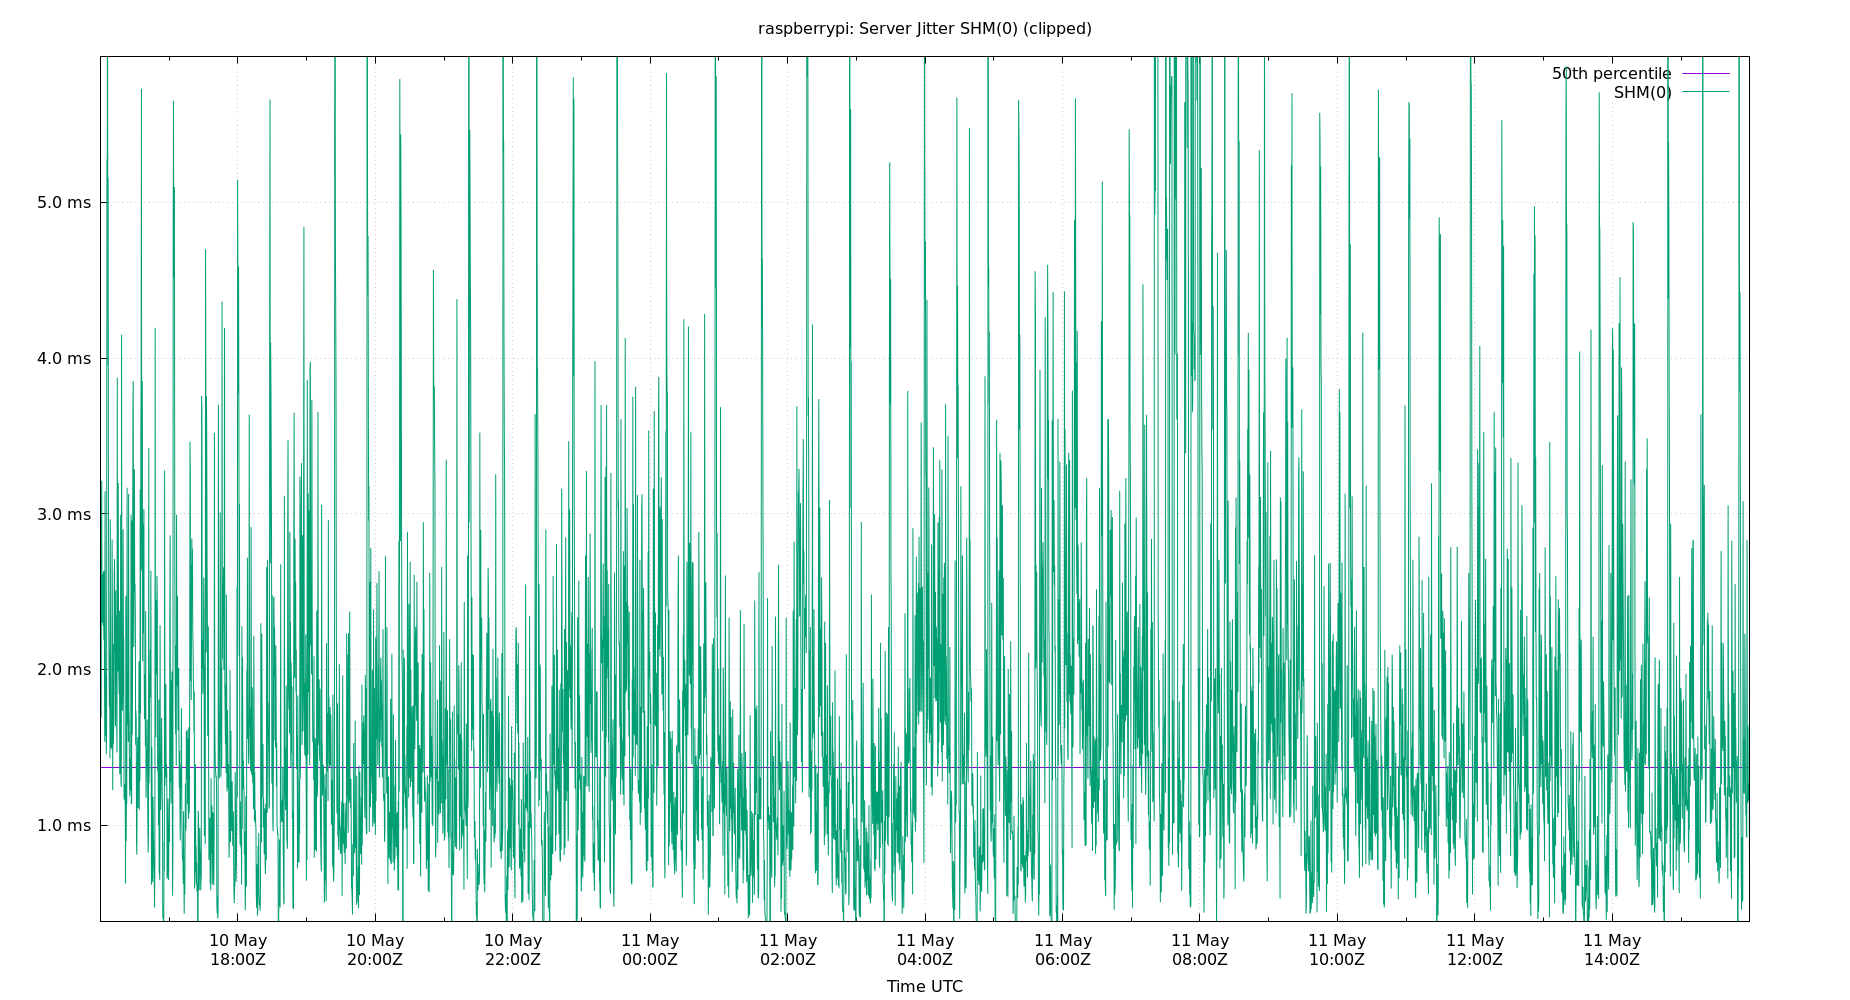 raspberrypi: Server Jitter SHM(0) (clipped)
50th percentile
SHM(0)
5.0 ms
4.0 ms
3.0 ms
2.0 ms
1.0 ms
10 May 10 May 10 May 11 May 11 May 11 May 11 May 11 May 11 May 11 May 11 May
18:00Z 20:00Z 22:00Z 00:00Z 02:00Z 04:00Z 06:00Z 08:00Z 10:00Z 12:00Z 14:00Z
Time UTC